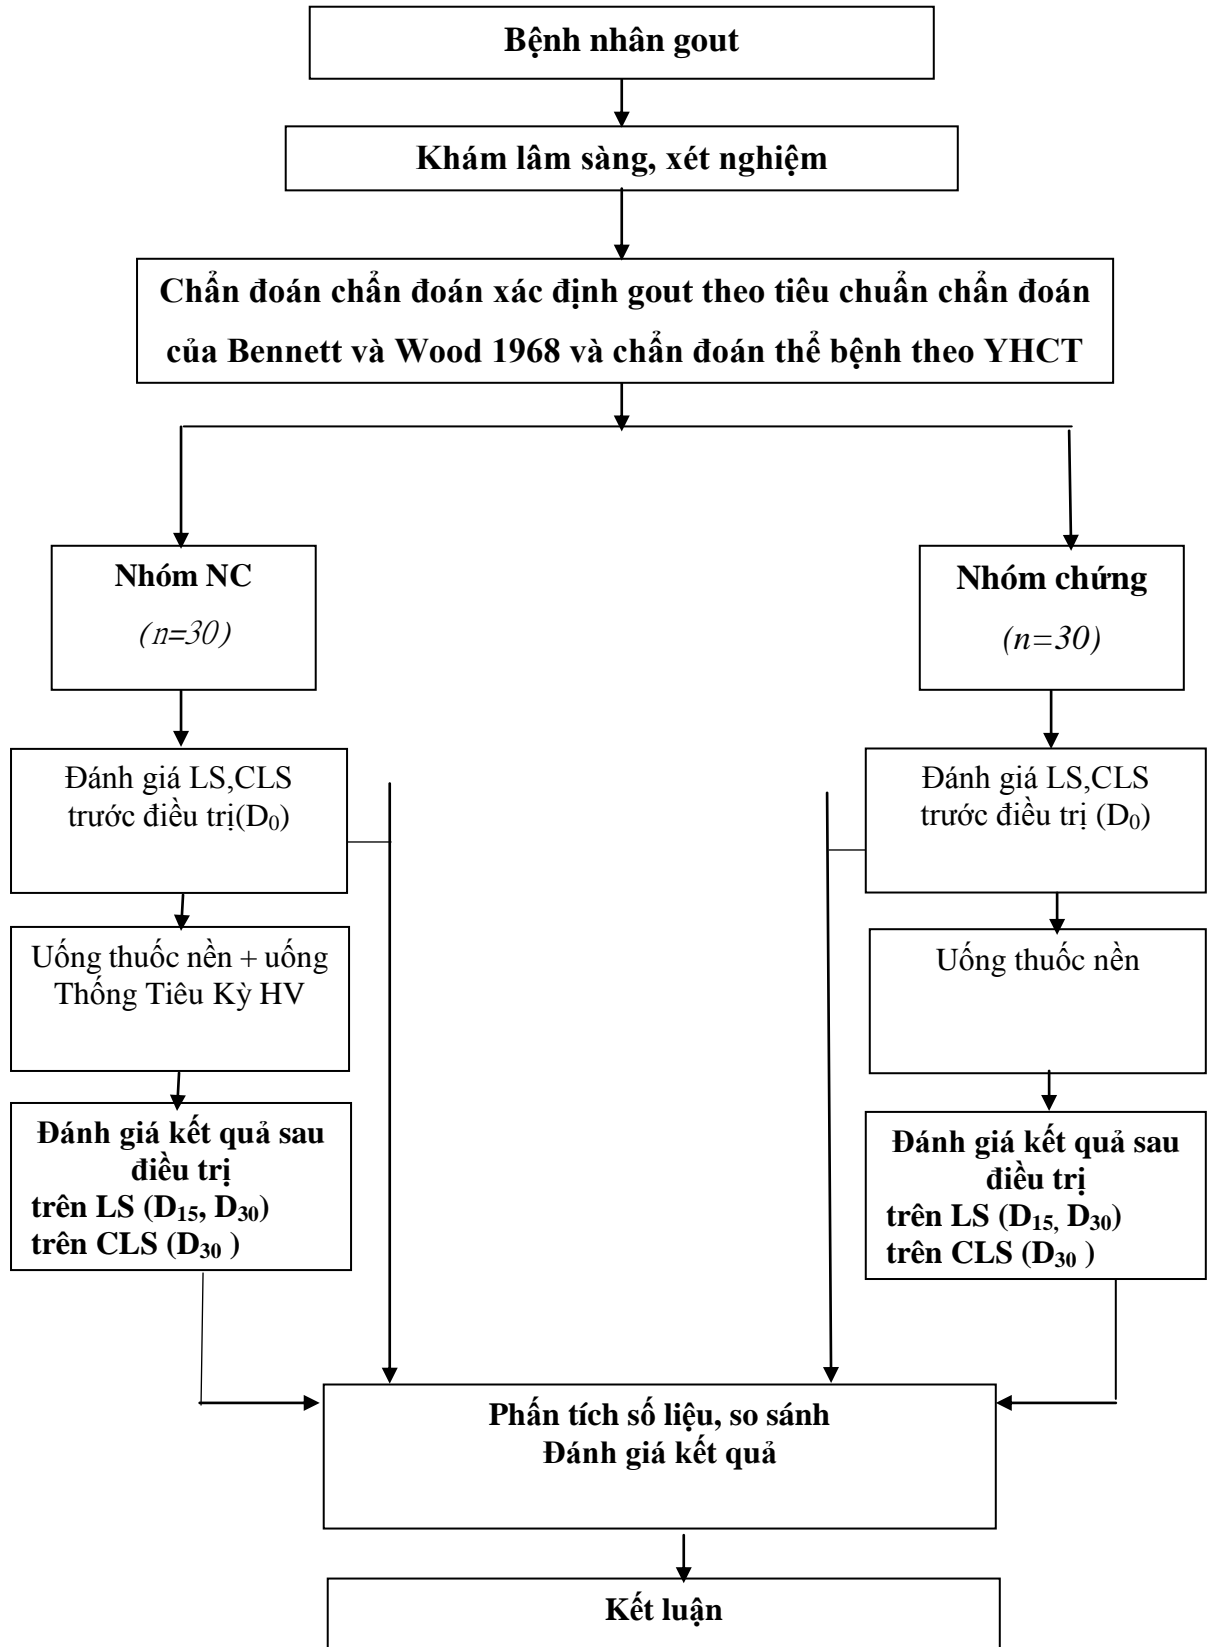 Bệnh nhân gout
Khám lâm sàng, xét nghiệm
Chẩn đoán chẩn đoán xác định gout theo tiêu chuẩn chẩn đoán
của Bennett và Wood 1968 và chẩn đoán thể bệnh theo YHCT
Nhóm NC
(n=30)
Nhóm chứng
(n=30)
Đánh giá LS,CLS
trước điều trị(D₀)
Đánh giá LS,CLS
trước điều trị (D₀)
Uống thuốc nền + uống
Thống Tiêu Kỳ HV
Uống thuốc nền
Đánh giá kết quả sau
điều trị
trên LS (D₁₅, D₃₀)
trên CLS (D₃₀ )
Đánh giá kết quả sau
điều trị
trên LS (D₁₅, D₃₀)
trên CLS (D₃₀ )
Phấn tích số liệu, so sánh
Đánh giá kết quả
Kết luận